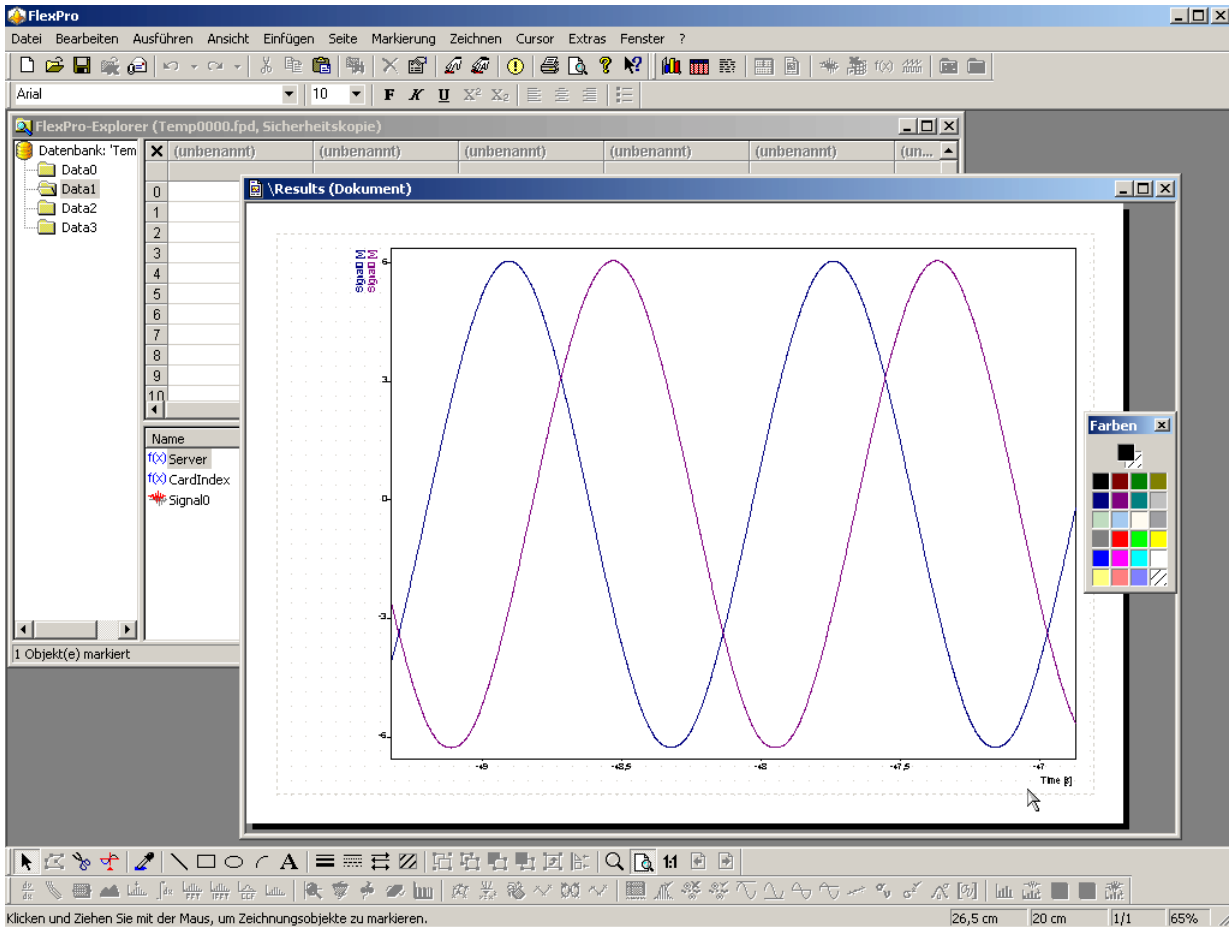 FlexPro
Datei Bearbeiten Ausführen Ansicht Einfügen Seite Markierung Zeichnen Cursor Extras Fenster ?
Arial 10 F K U X² X₂
FlexPro-Explorer (Temp0000.fpd, Sicherheitskopie)
Datenbank: 'Tem
Data0
Data1
Data2
Data3
(unbenannt) (unbenannt) (unbenannt) (unbenannt) (unbenannt) (un...
0
1
2
3
4
5
6
7
8
9
10
Name
f(x) Server
f(x) CardIndex
Signal0
1 Objekt(e) markiert
\Results (Dokument)
Signal0 [V]
Signal0 [V]
6
3
0
-3
-6
-49 -48,5 -48 -47,5 -47
Time [s]
Farben
A 1:1
Klicken und Ziehen Sie mit der Maus, um Zeichnungsobjekte zu markieren.
26,5 cm 20 cm 1/1 65%